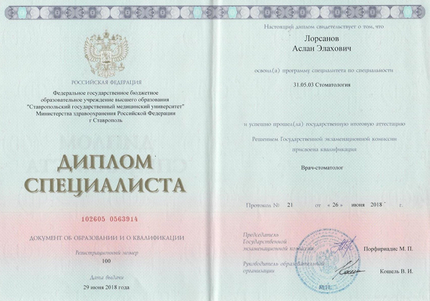 РОССИЙСКАЯ ФЕДЕРАЦИЯ
Федеральное государственное бюджетное
образовательное учреждение высшего образования
"Ставропольский государственный медицинский университет"
Министерства здравоохранения Российской Федерации
г Ставрополь
ДИПЛОМ
СПЕЦИАЛИСТА
102605 0563914
ДОКУМЕНТ ОБ ОБРАЗОВАНИИ И О КВАЛИФИКАЦИИ
Регистрационный номер
100
Дата выдачи
29 июня 2018 года
Настоящий диплом свидетельствует о том, что
Лорсанов
Аслан Элахович
освоил(а) программу специалитета по специальности
31.05.03 Стоматология
и успешно прошел(ла) государственную итоговую аттестацию
Решением Государственной экзаменационной комиссии
присвоена квалификация
Врач-стоматолог
Протокол № 21 от « 26 » июня 2018 г.
Председатель
Государственной
экзаменационной комиссии
Порфириадис М. П.
Руководитель
организации
Кошель В. И.